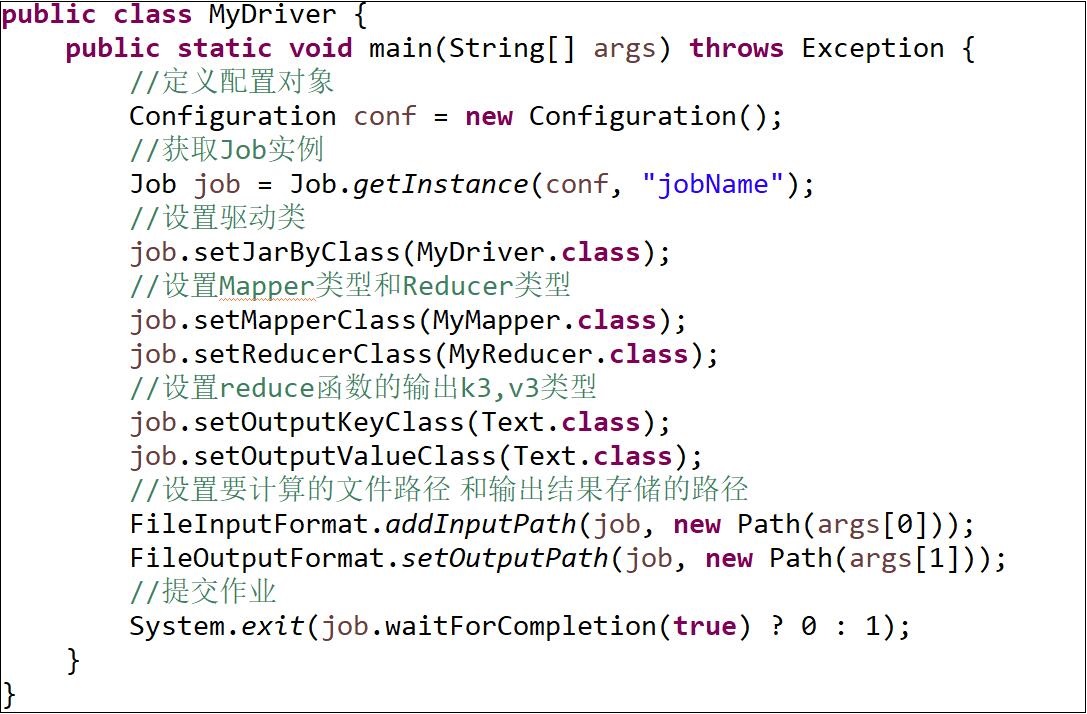 public class MyDriver {
    public static void main(String[] args) throws Exception {
        //定义配置对象
        Configuration conf = new Configuration();
        //获取Job实例
        Job job = Job.getInstance(conf, "jobName");
        //设置驱动类
        job.setJarByClass(MyDriver.class);
        //设置Mapper类型和Reducer类型
        job.setMapperClass(MyMapper.class);
        job.setReducerClass(MyReducer.class);
        //设置reduce函数的输出k3,v3类型
        job.setOutputKeyClass(Text.class);
        job.setOutputValueClass(Text.class);
        //设置要计算的文件路径 和输出结果存储的路径
        FileInputFormat.addInputPath(job, new Path(args[0]));
        FileOutputFormat.setOutputPath(job, new Path(args[1]));
        //提交作业
        System.exit(job.waitForCompletion(true) ? 0 : 1);
    }
}